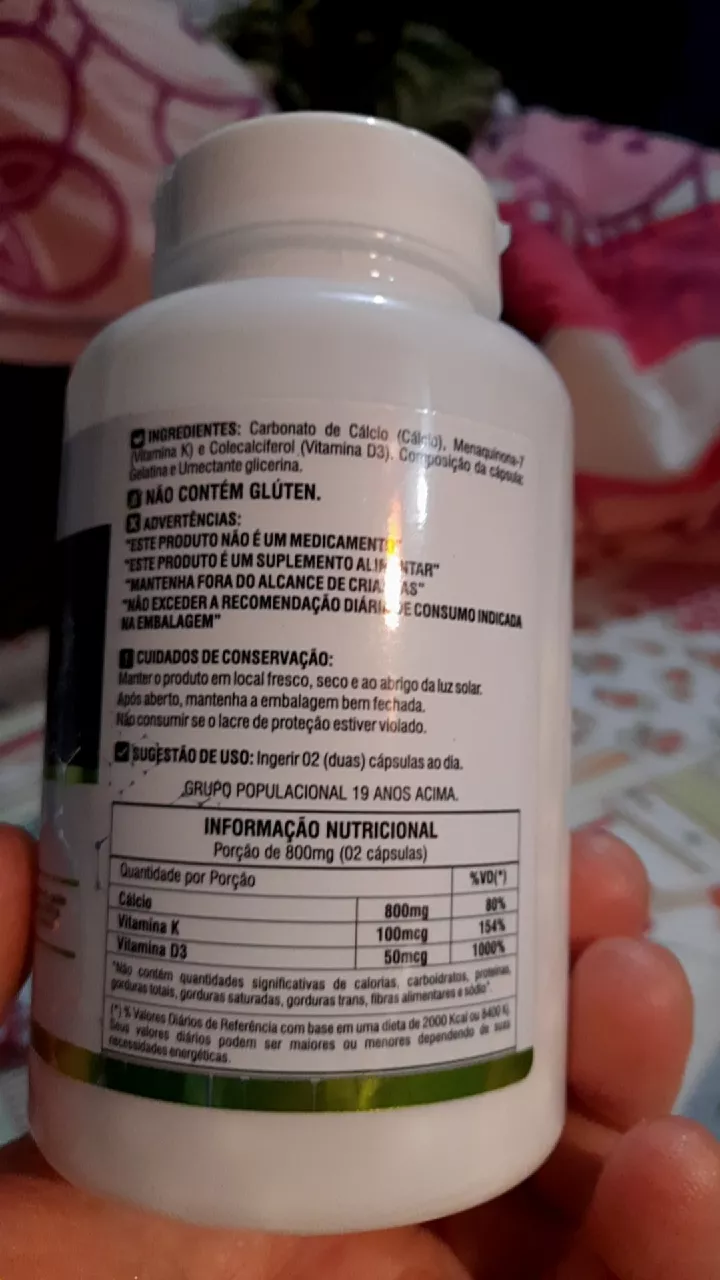 INGREDIENTES: Carbonato de Cálcio (Cálcio), Menaquinona-7
(Vitamina K) e Colecalciferol (Vitamina D3). Composição da cápsula:
Gelatina e Umectante glicerina.
NÃO CONTÉM GLÚTEN.
ADVERTÊNCIAS:
"ESTE PRODUTO NÃO É UM MEDICAMENTO"
"ESTE PRODUTO É UM SUPLEMENTO ALIMENTAR"
"MANTENHA FORA DO ALCANCE DE CRIANÇAS"
"NÃO EXCEDER A RECOMENDAÇÃO DIÁRIA DE CONSUMO INDICADA
NA EMBALAGEM"
CUIDADOS DE CONSERVAÇÃO:
Manter o produto em local fresco, seco e ao abrigo da luz solar.
Após aberto, mantenha a embalagem bem fechada.
Não consumir se o lacre de proteção estiver violado.
SUGESTÃO DE USO: Ingerir 02 (duas) cápsulas ao dia.
GRUPO POPULACIONAL 19 ANOS ACIMA.
INFORMAÇÃO NUTRICIONAL
Porção de 800mg (02 cápsulas)
Quantidade por Porção %VD(*)
Cálcio 800mg 80%
Vitamina K 100mcg 154%
Vitamina D3 50mcg 1000%
"Não contém quantidades significativas de calorias, carboidratos, proteínas,
gorduras totais, gorduras saturadas, gorduras trans, fibras alimentares e sódio".
(*) % Valores Diários de Referência com base em uma dieta de 2000 Kcal ou 8400 Kj.
Seus valores diários podem ser maiores ou menores dependendo de suas
necessidades energéticas.